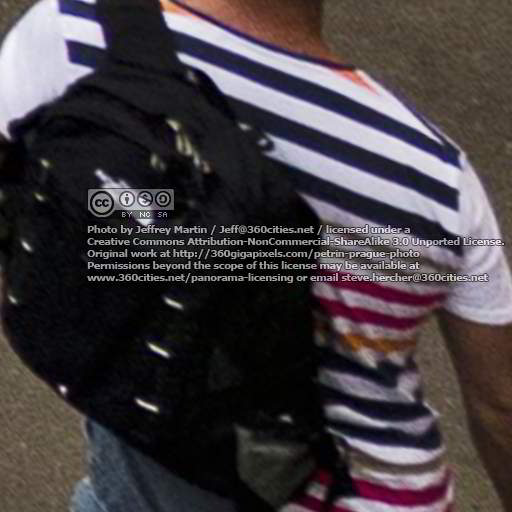 cc BY NC SA
Photo by Jeffrey Martin / Jeff@360cities.net / licensed under a
Creative Commons Attribution-NonCommercial-ShareAlike 3.0 Unported License.
Original work at http://360gigapixels.com/petrin-prague-photo
Permissions beyond the scope of this license may be available at
www.360cities.net/panorama-licensing or email steve.hercher@360cities.net